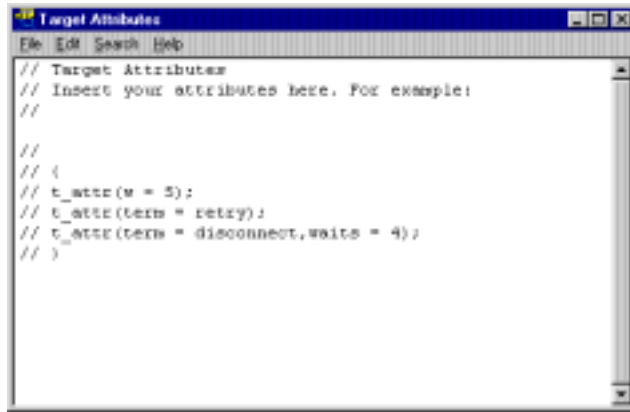 Target Attributes
File Edit Search Help
// Target Attributes
// Insert your attributes here. For example:
//
//
// (
// t_attr(w = 5);
// t_attr(term = retry);
// t_attr(term = disconnect,waits = 4);
// )